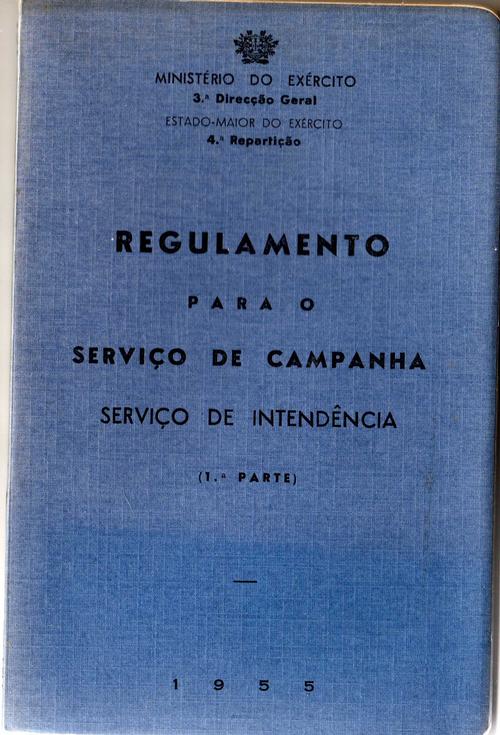 MINISTÉRIO DO EXÉRCITO
3.ª Direcção Geral
ESTADO-MAIOR DO EXÉRCITO
4.ª Repartição
REGULAMENTO
PARA O
SERVIÇO DE CAMPANHA
SERVIÇO DE INTENDÊNCIA
(1.ª PARTE)
1955